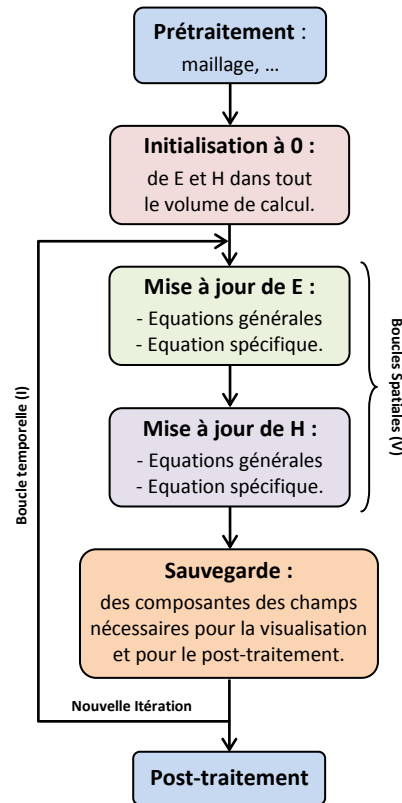 Prétraitement :
maillage, ...
Initialisation à 0 :
de E et H dans tout
le volume de calcul.
Mise à jour de E :
- Equations générales
- Equation spécifique.
Boucles Spatiales (V)
Boucle temporelle (I)
Mise à jour de H :
- Equations générales
- Equation spécifique.
Sauvegarde :
des composantes des champs
nécessaires pour la visualisation
et pour le post-traitement.
Nouvelle Itération
Post-traitement